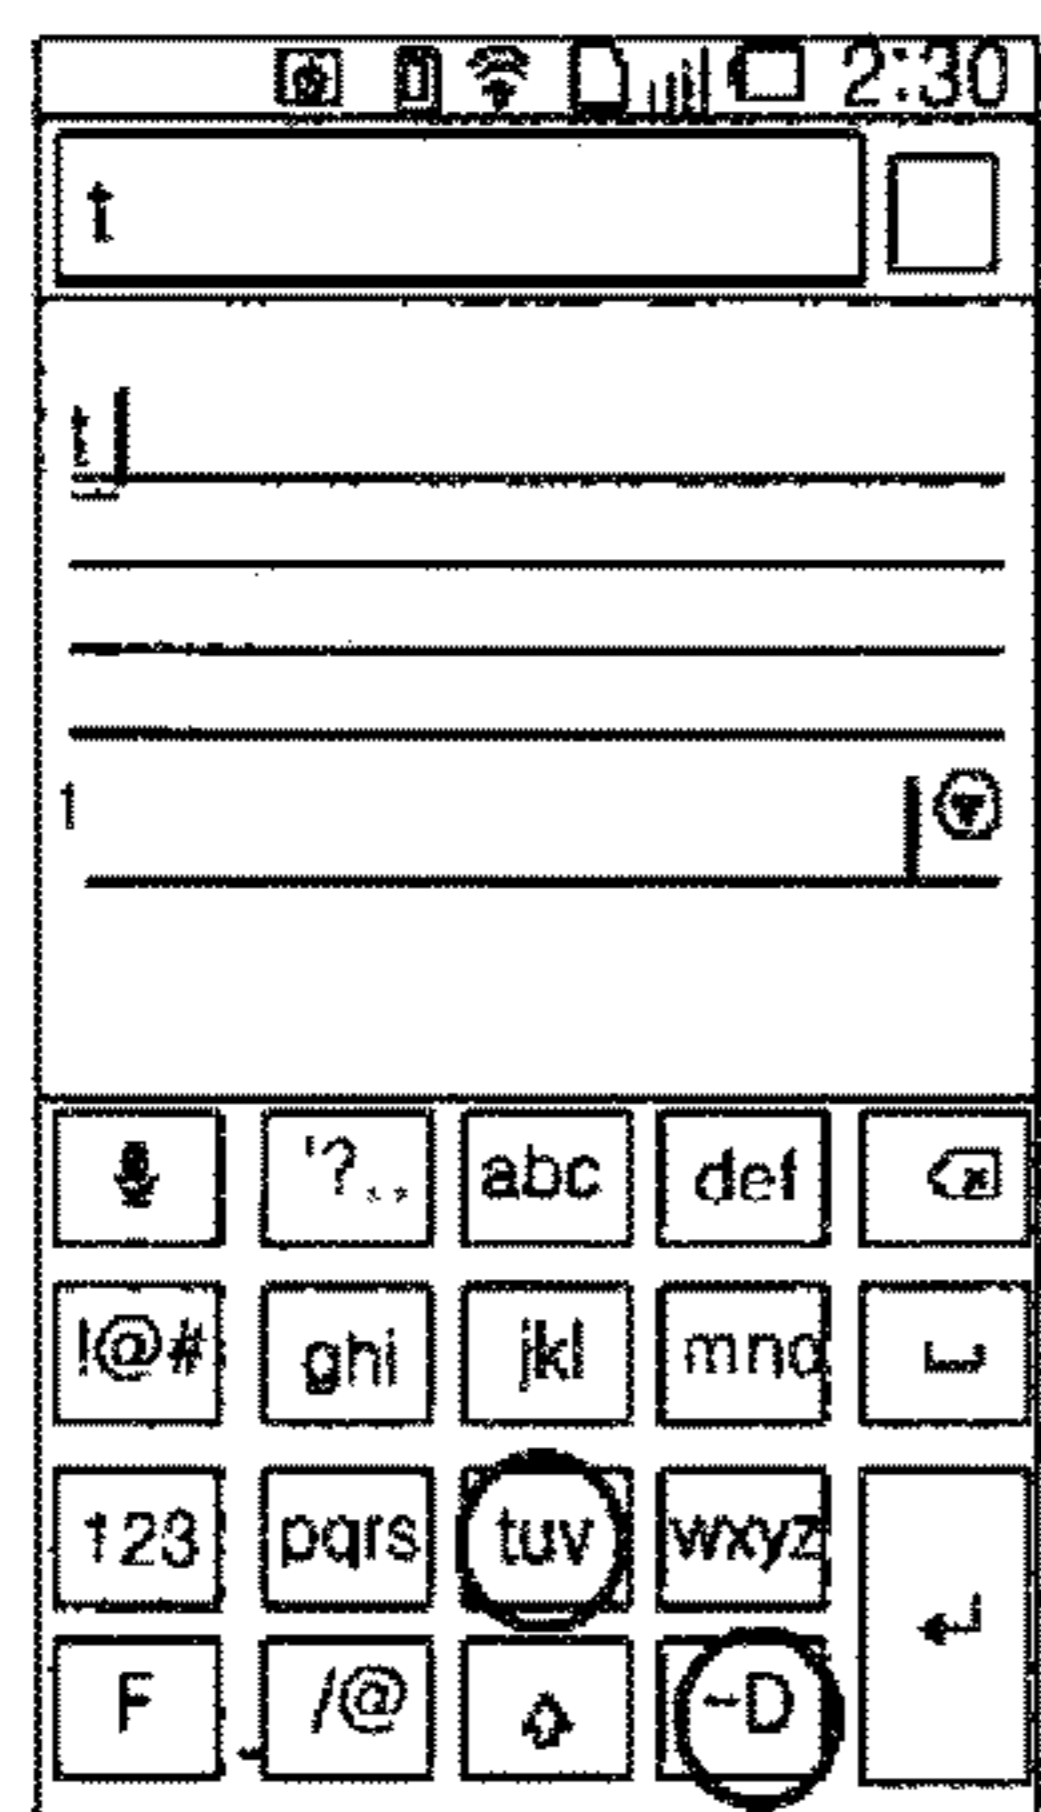 2:30
t
t
1
'?., abc def
!@# ghi jkl mno
123 pqrs tuv wxyz
F /@ ~D